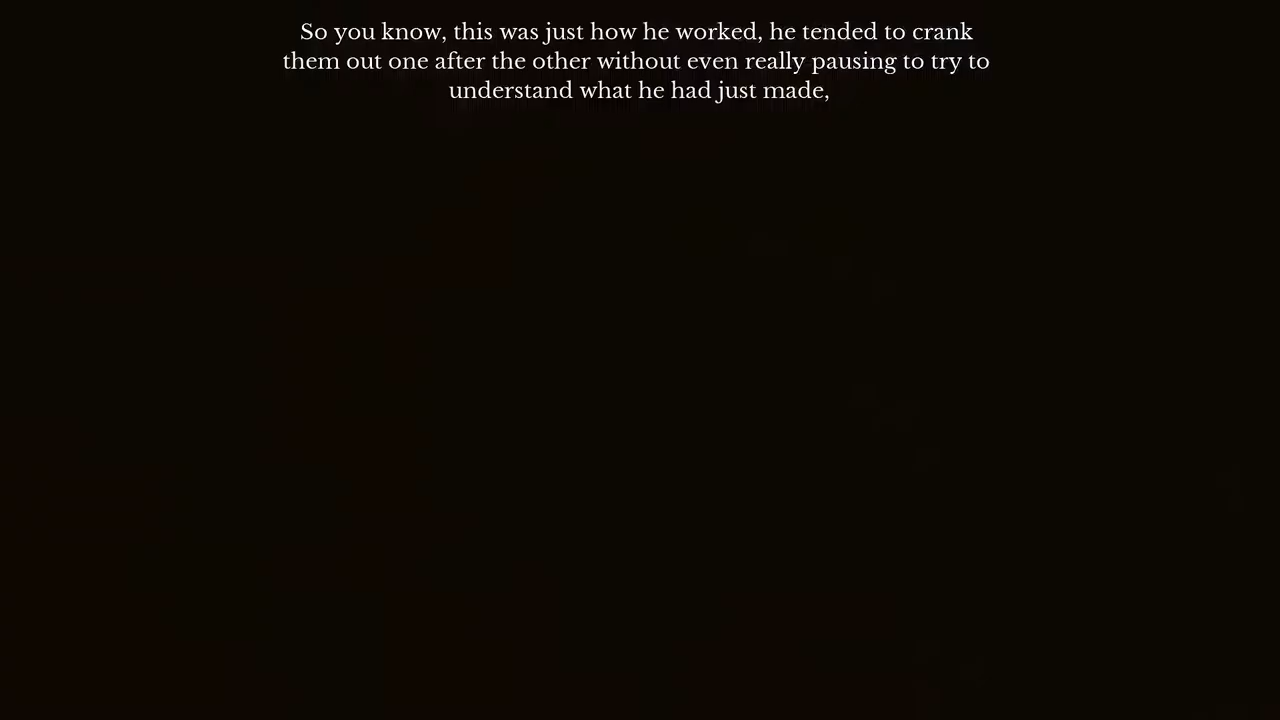 So you know, this was just how he worked, he tended to crank
them out one after the other without even really pausing to try to
understand what he had just made,